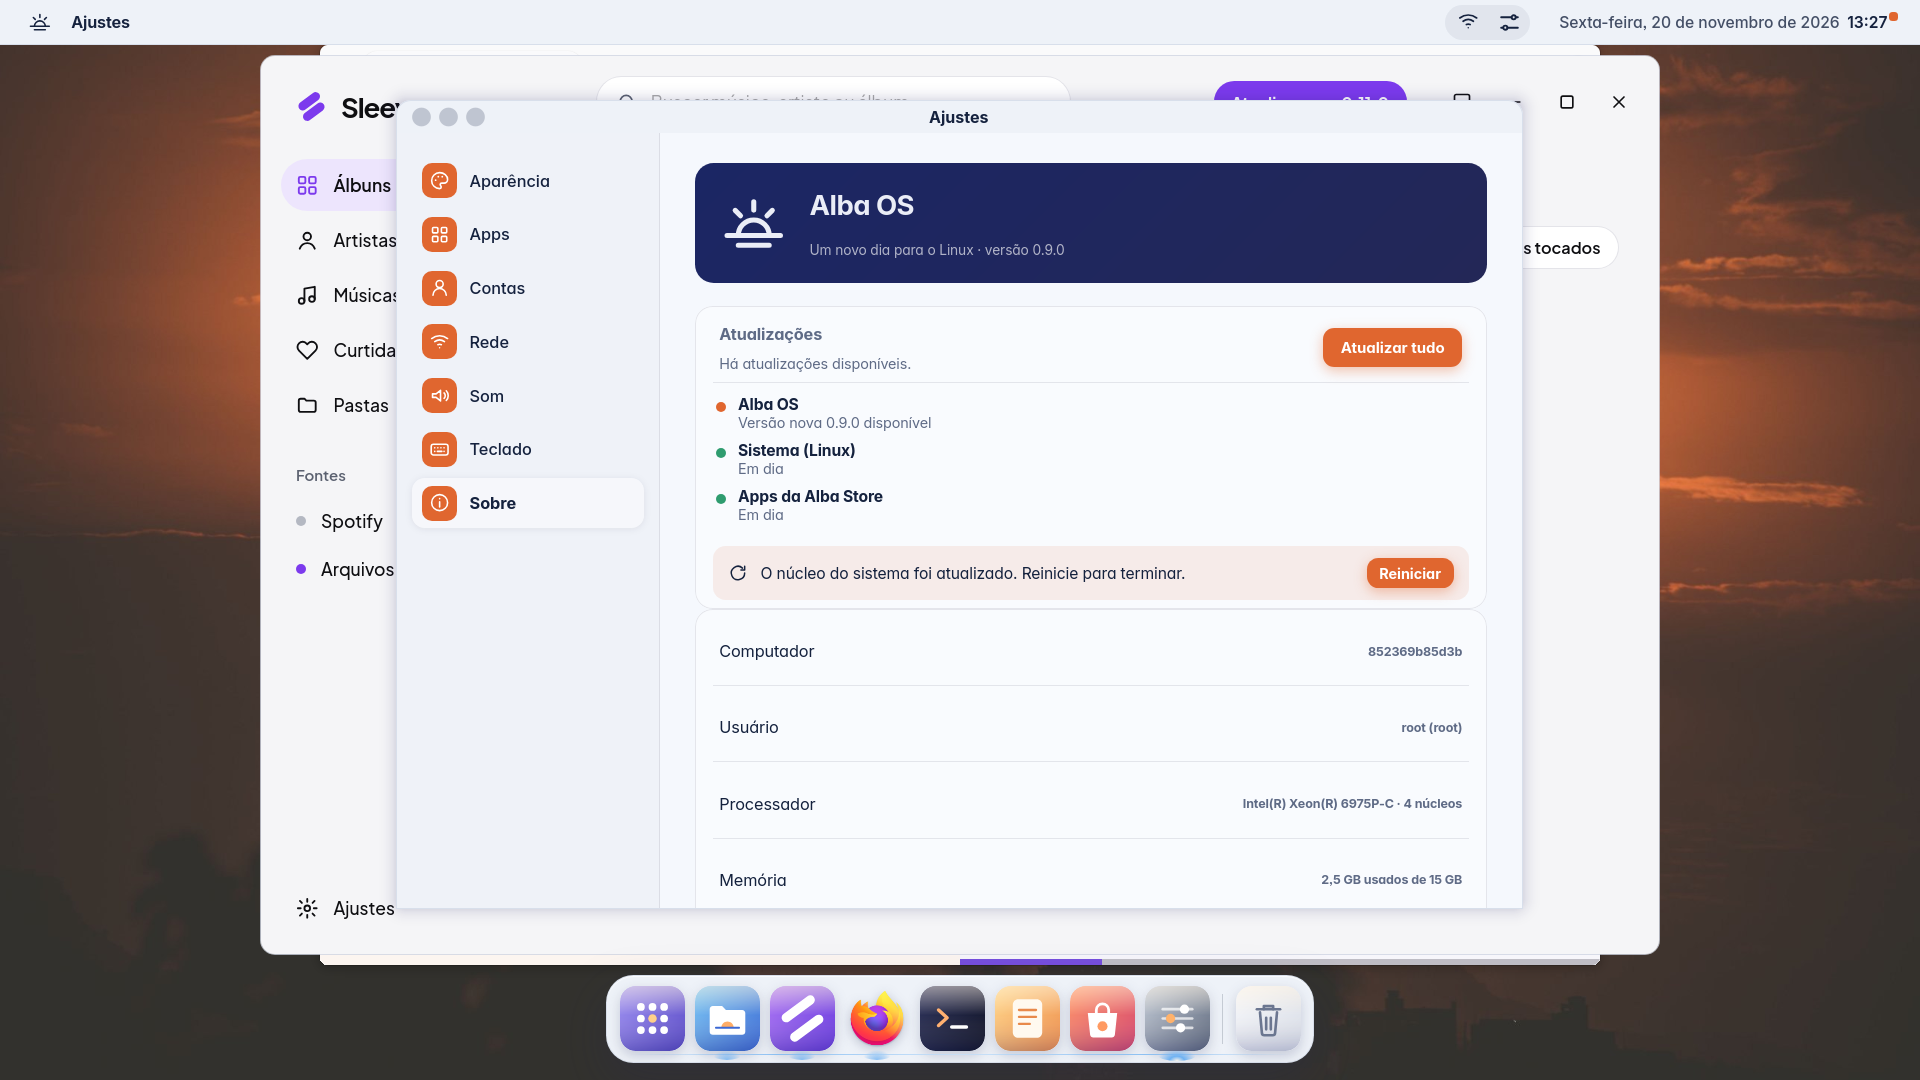 Ajustes
Sexta-feira, 20 de novembro de 2026 13:27
Ajustes
Álbuns
Artistas
Músicas
Pastas
Fontes
Spotify
Arquivos
Ajustes
s tocados
Aparência
Apps
Contas
Rede
Som
Teclado
Sobre
Alba OS
Um novo dia para o Linux · versão 0.9.0
Atualizações
Há atualizações disponíveis.
Atualizar tudo
Alba OS
Versão nova 0.9.0 disponível
Sistema (Linux)
Em dia
Apps da Alba Store
Em dia
O núcleo do sistema foi atualizado. Reinicie para terminar.
Reiniciar
Computador
852369b85d3b
Usuário
root (root)
Processador
Intel(R) Xeon(R) 6975P-C · 4 núcleos
Memória
2,5 GB usados de 15 GB